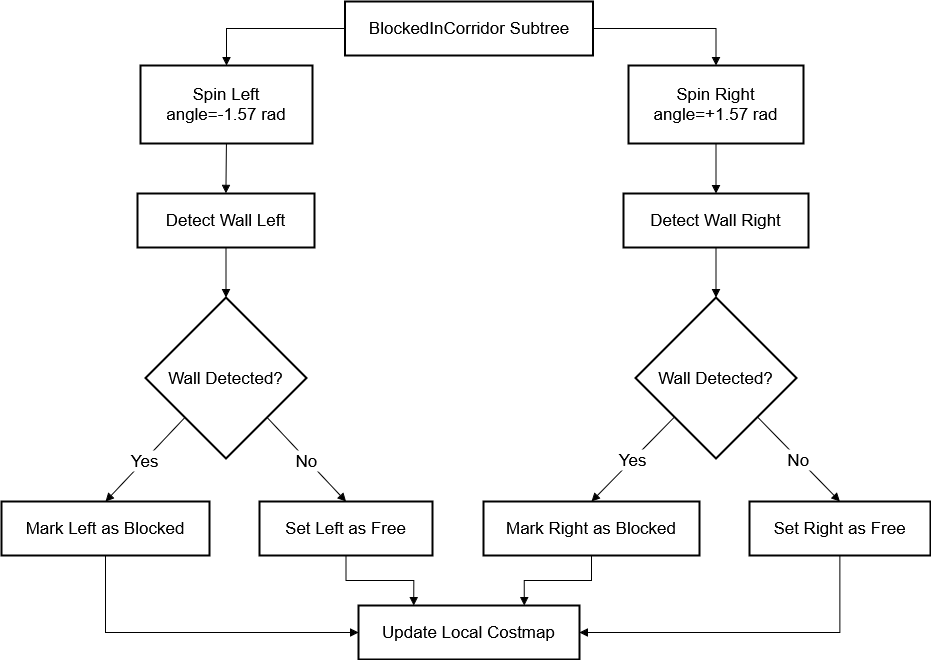 BlockedInCorridor Subtree
Spin Left
angle=-1.57 rad
Spin Right
angle=+1.57 rad
Detect Wall Left
Detect Wall Right
Wall Detected?
Wall Detected?
Yes
No
Yes
No
Mark Left as Blocked
Set Left as Free
Mark Right as Blocked
Set Right as Free
Update Local Costmap